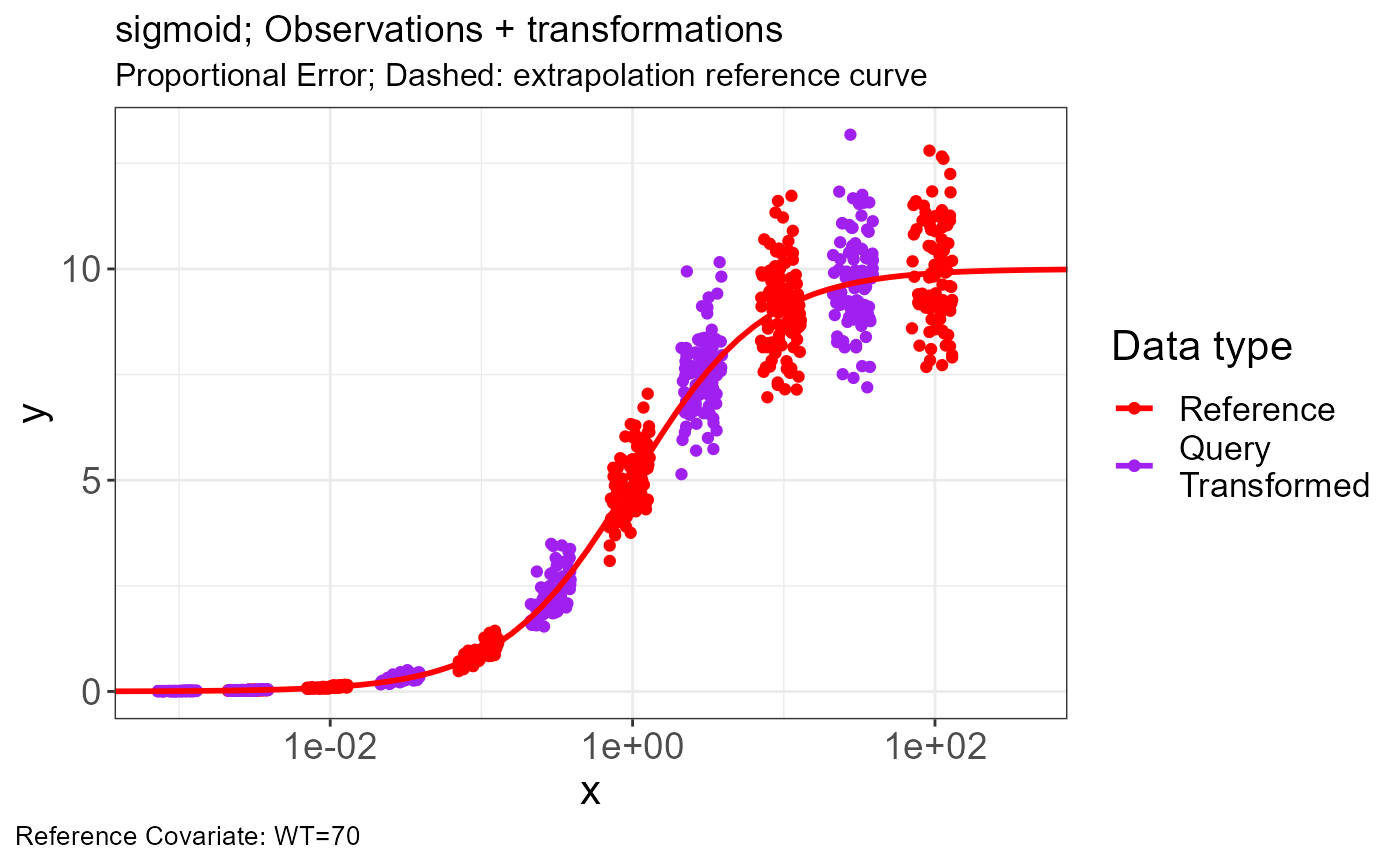 sigmoid; Observations + transformations
Proportional Error; Dashed: extrapolation reference curve
y
10
5
0
1e-02
1e+00
1e+02
x
Data type
Reference
Query
Transformed
Reference Covariate: WT=70